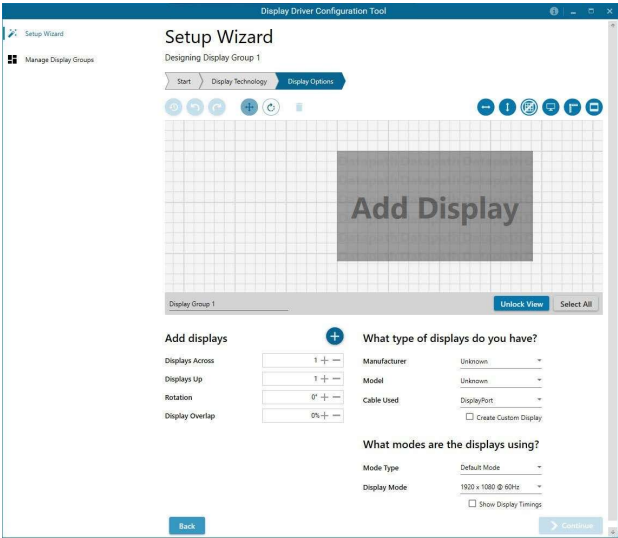 Display Driver Configuration Tool
Setup Wizard
Manage Display Groups
Setup Wizard
Designing Display Group 1
Start
Display Technology
Display Options
Add Display
Display Group 1
Unlock View
Select All
Add displays
Displays Across
1
Displays Up
1
Rotation
0°
Display Overlap
0%
What type of displays do you have?
Manufacturer
Unknown
Model
Unknown
Cable Used
DisplayPort
Create Custom Display
What modes are the displays using?
Mode Type
Default Mode
Display Mode
1920 x 1080 @ 60Hz
Show Display Timings
Back
Continue